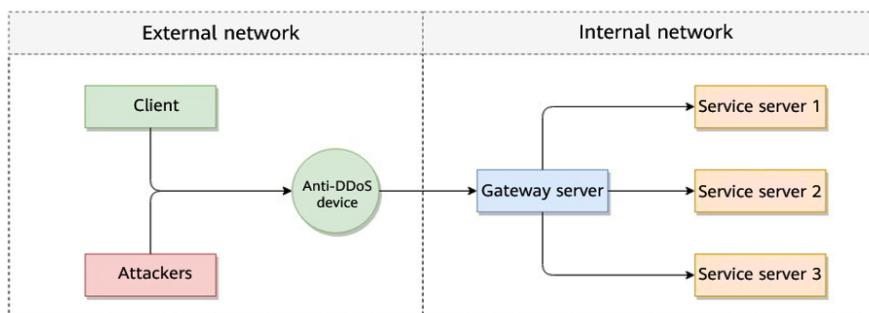 External network
Internal network
Client
Service server 1
Anti-DDoS
device
Gateway server
Service server 2
Attackers
Service server 3